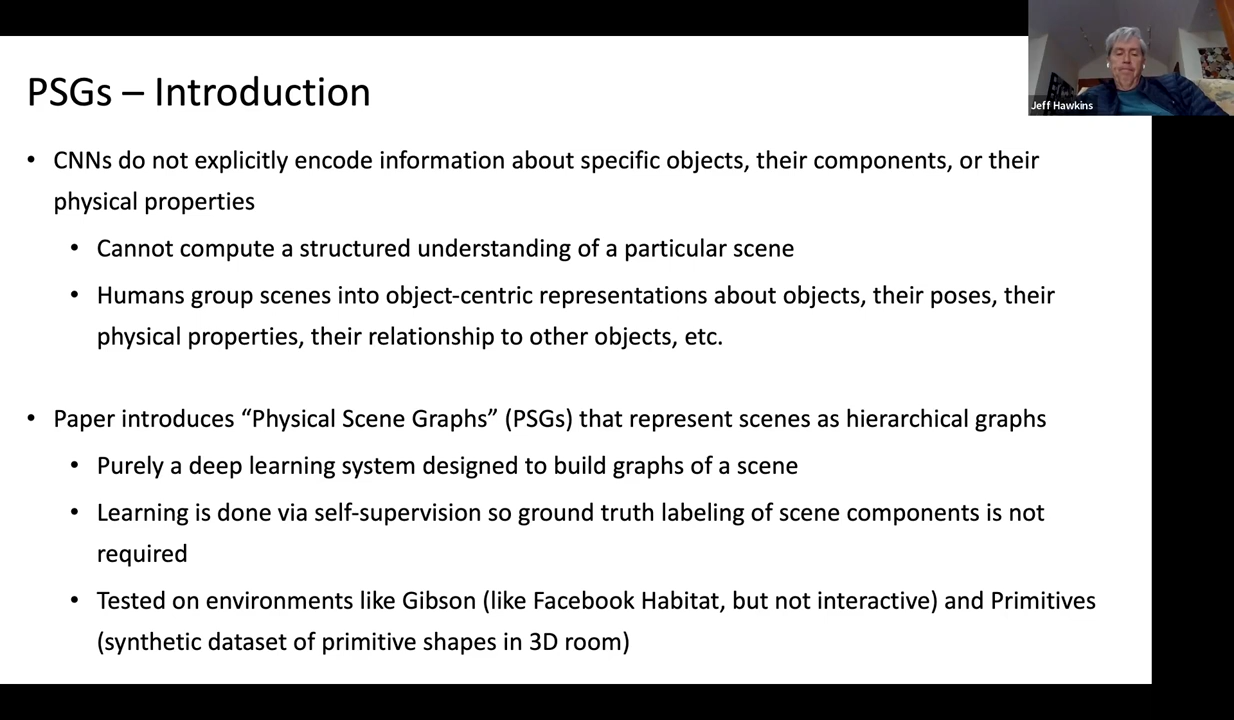 PSGs – Introduction
Jeff Hawkins
• CNNs do not explicitly encode information about specific objects, their components, or their
physical properties
• Cannot compute a structured understanding of a particular scene
• Humans group scenes into object-centric representations about objects, their poses, their
physical properties, their relationship to other objects, etc.
• Paper introduces “Physical Scene Graphs” (PSGs) that represent scenes as hierarchical graphs
• Purely a deep learning system designed to build graphs of a scene
• Learning is done via self-supervision so ground truth labeling of scene components is not
required
• Tested on environments like Gibson (like Facebook Habitat, but not interactive) and Primitives
(synthetic dataset of primitive shapes in 3D room)